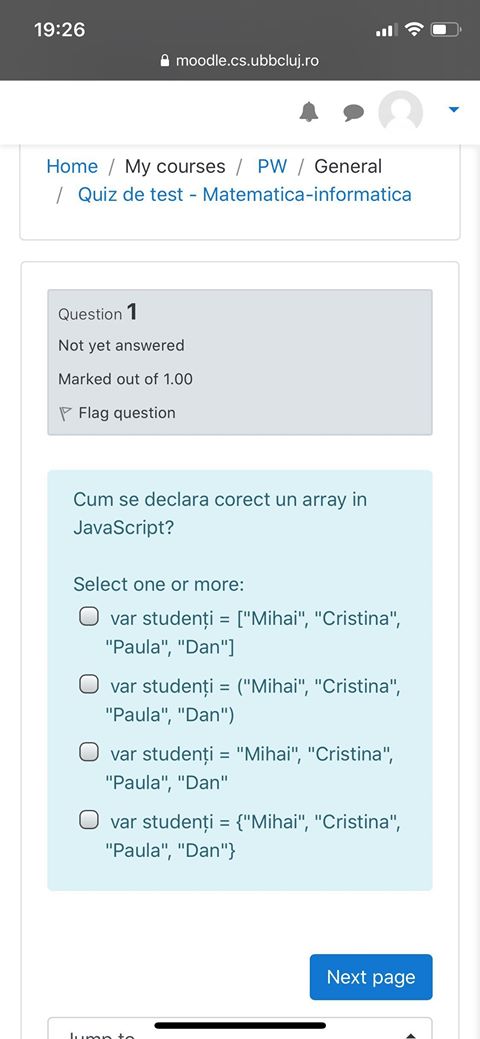 19:26
moodle.cs.ubbcluj.ro
Home / My courses / PW / General
/ Quiz de test - Matematica-informatica
Question 1
Not yet answered
Marked out of 1.00
Flag question
Cum se declara corect un array in
JavaScript?
Select one or more:
var studenți = ["Mihai", "Cristina",
"Paula", "Dan"]
var studenți = ("Mihai", "Cristina",
"Paula", "Dan")
var studenți = "Mihai", "Cristina",
"Paula", "Dan"
var studenți = {"Mihai", "Cristina",
"Paula", "Dan"}
Next page
Jump to